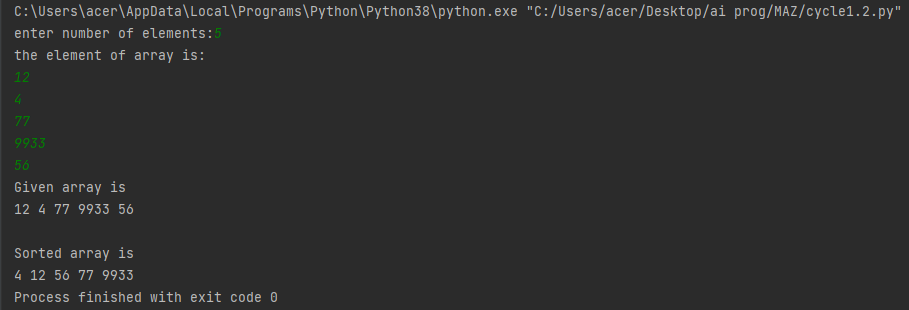 C:\Users\acer\AppData\Local\Programs\Python\Python38\python.exe "C:/Users/acer/Desktop/ai prog/MAZ/cycle1.2.py"
enter number of elements:5
the element of array is:
12
4
77
9933
56
Given array is
12 4 77 9933 56
Sorted array is
4 12 56 77 9933
Process finished with exit code 0